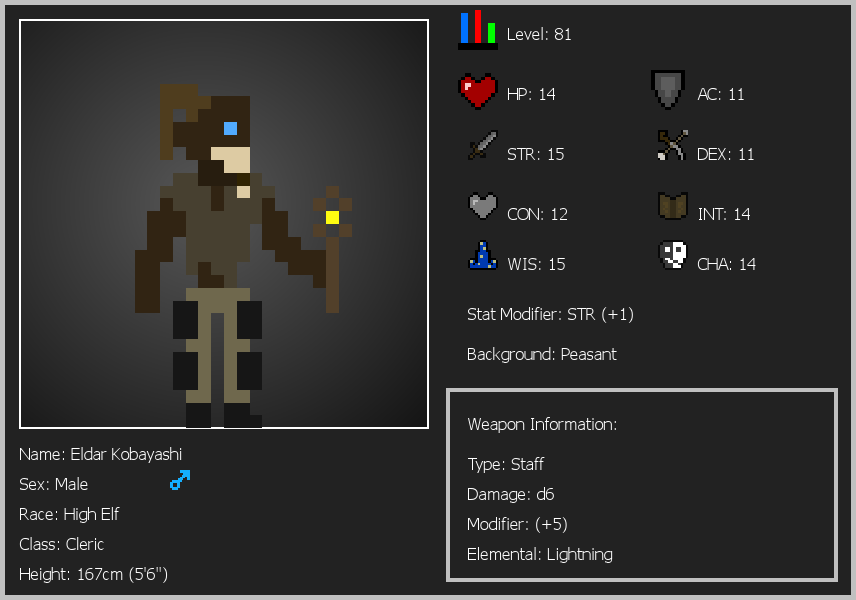 Level: 81
HP: 14
AC: 11
STR: 15
DEX: 11
CON: 12
INT: 14
WIS: 15
CHA: 14
Stat Modifier: STR (+1)
Background: Peasant
Weapon Information:
Type: Staff
Damage: d6
Modifier: (+5)
Elemental: Lightning
Name: Eldar Kobayashi
Sex: Male
Race: High Elf
Class: Cleric
Height: 167cm (5'6")